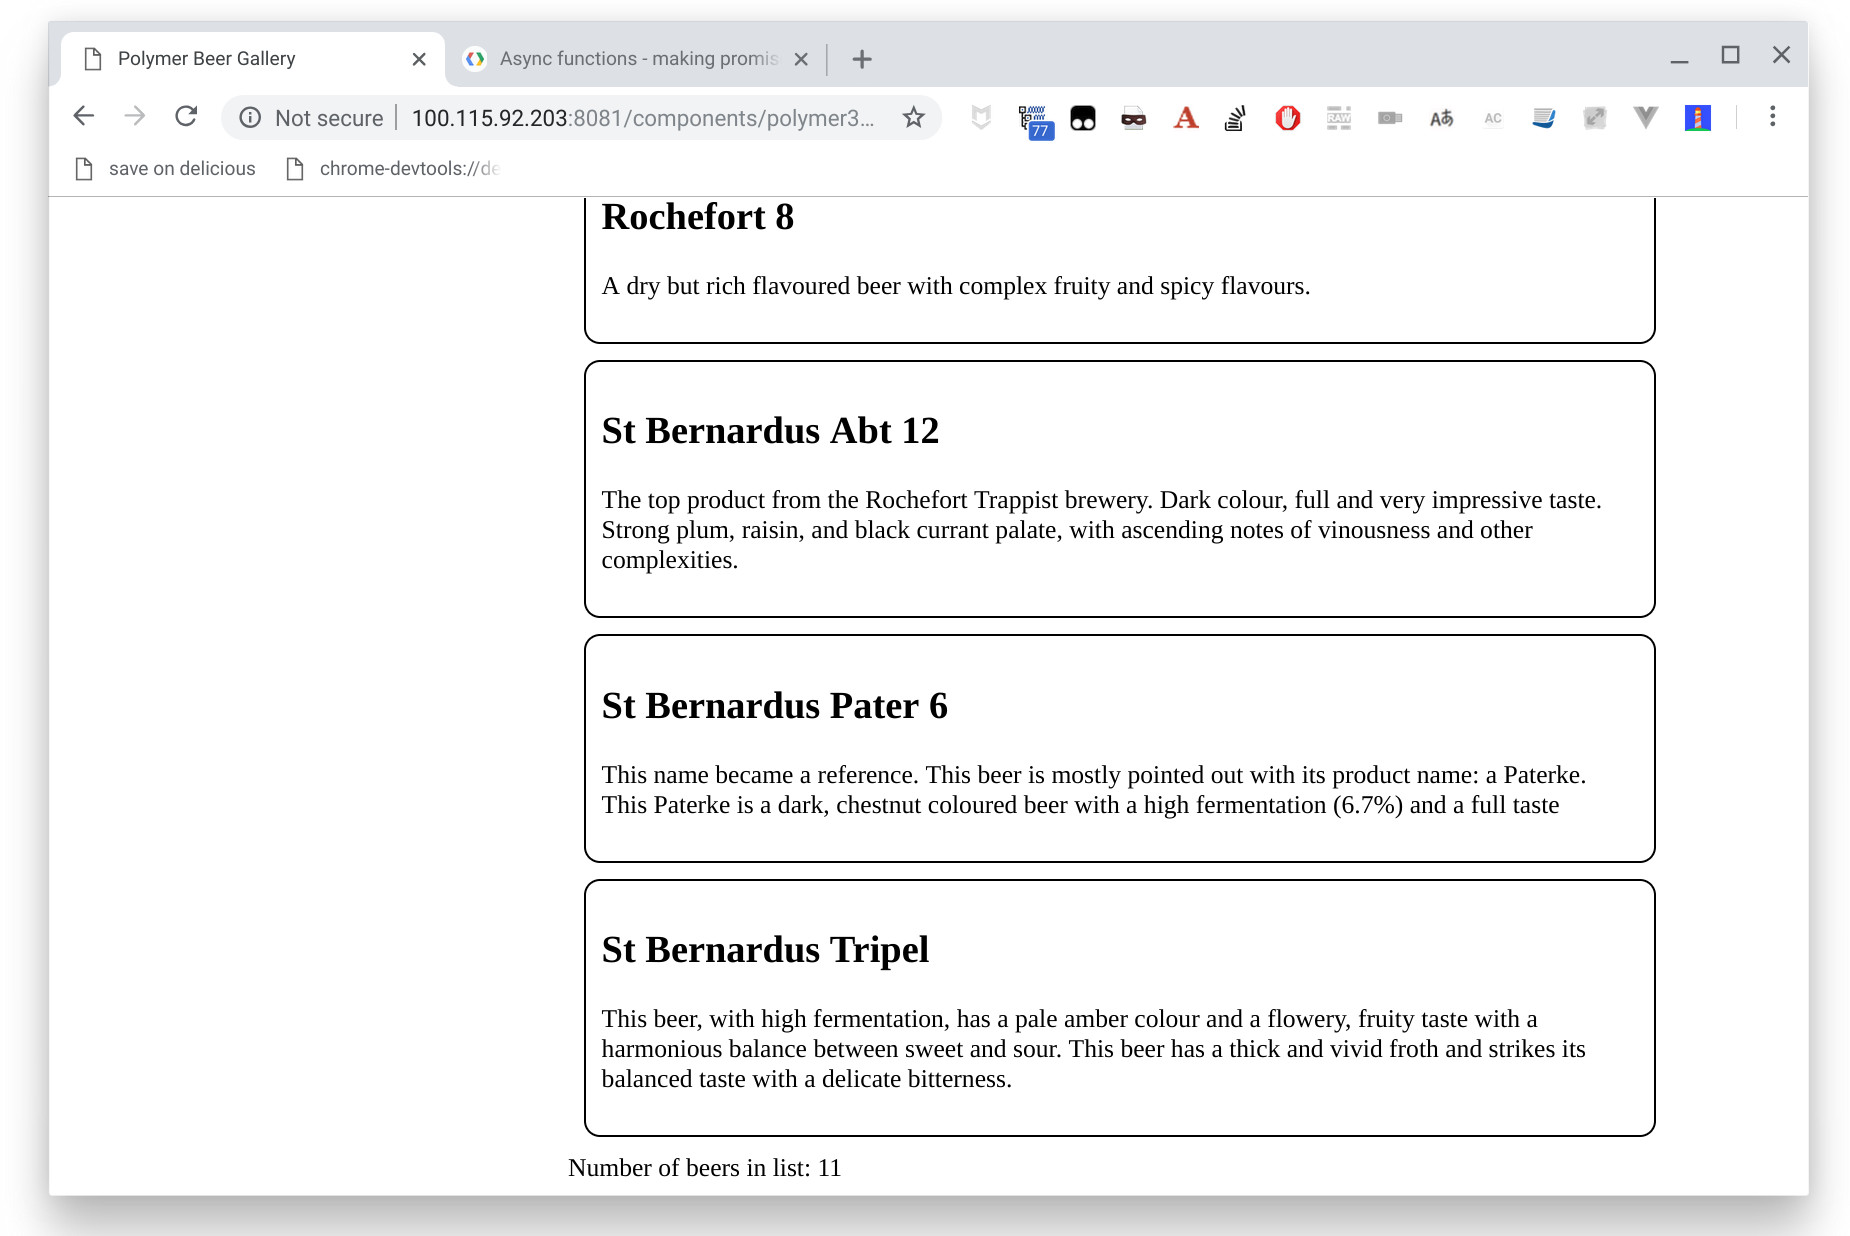 Polymer Beer Gallery
Async functions - making promis
Not secure
100.115.92.203:8081/components/polymer3...
77
A
RAW
Aあ
AC
save on delicious
chrome-devtools://de
Rochefort 8
A dry but rich flavoured beer with complex fruity and spicy flavours.
St Bernardus Abt 12
The top product from the Rochefort Trappist brewery. Dark colour, full and very impressive taste.
Strong plum, raisin, and black currant palate, with ascending notes of vinousness and other
complexities.
St Bernardus Pater 6
This name became a reference. This beer is mostly pointed out with its product name: a Paterke.
This Paterke is a dark, chestnut coloured beer with a high fermentation (6.7%) and a full taste
St Bernardus Tripel
This beer, with high fermentation, has a pale amber colour and a flowery, fruity taste with a
harmonious balance between sweet and sour. This beer has a thick and vivid froth and strikes its
balanced taste with a delicate bitterness.
Number of beers in list: 11